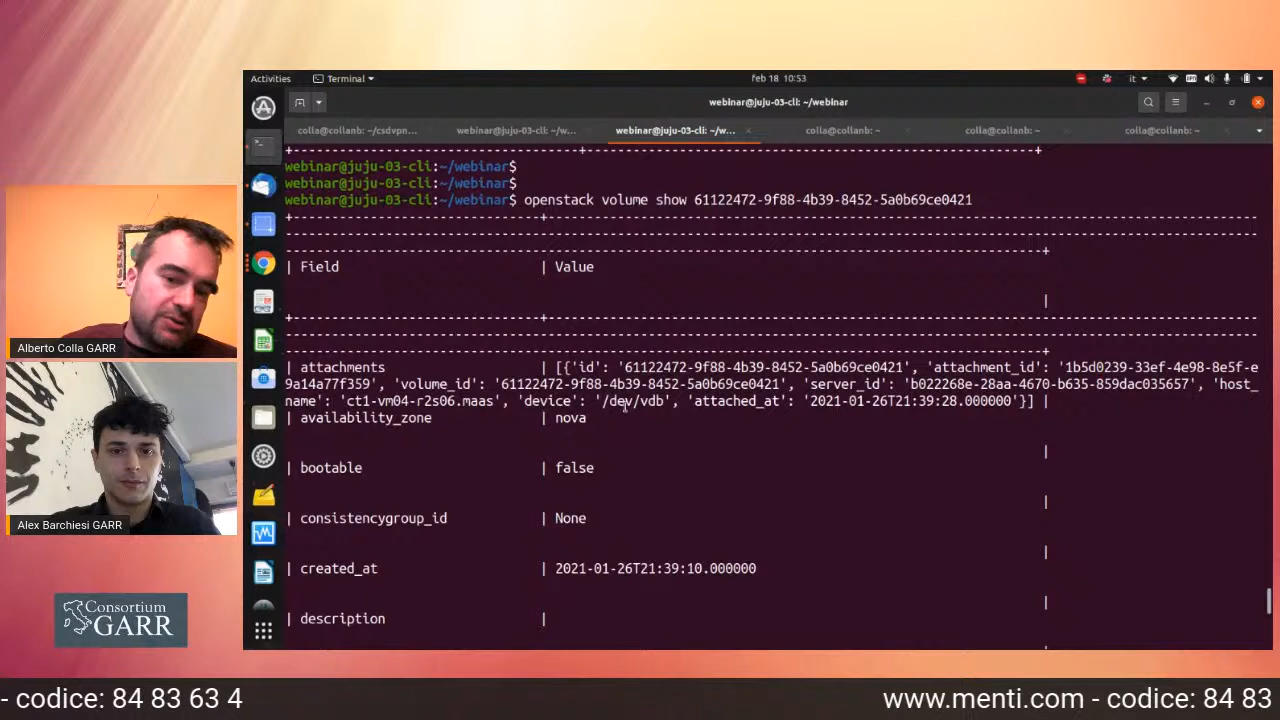 Activities
Terminal
feb 18 10:53
it
webinar@juju-03-cli: ~/webinar
colla@collanb: ~/csdvpn...
webinar@juju-03-cli: ~/w...
webinar@juju-03-cli: ~/w...
colla@collanb: ~
colla@collanb: ~
colla@collanb: ~
webinar@juju-03-cli:~/webinar$
webinar@juju-03-cli:~/webinar$
webinar@juju-03-cli:~/webinar$ openstack volume show 61122472-9f88-4b39-8452-5a0b69ce0421
| Field | Value
|
| attachments | [{'id': '61122472-9f88-4b39-8452-5a0b69ce0421', 'attachment_id': '1b5d0239-33ef-4e98-8e5f-e
9a14a77f359', 'volume_id': '61122472-9f88-4b39-8452-5a0b69ce0421', 'server_id': 'b022268e-28aa-4670-b635-859dac035657', 'host_
name': 'ct1-vm04-r2s06.maas', 'device': '/dev/vdb', 'attached_at': '2021-01-26T21:39:28.000000'}] |
| availability_zone | nova
|
| bootable | false
|
| consistencygroup_id | None
|
| created_at | 2021-01-26T21:39:10.000000
|
| description |
Alberto Colla GARR
Alex Barchiesi GARR
Consortium
GARR
- codice: 84 83 63 4
www.menti.com - codice: 84 83